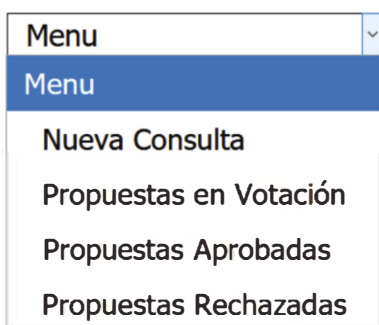 Menu
Menu
Nueva Consulta
Propuestas en Votación
Propuestas Aprobadas
Propuestas Rechazadas